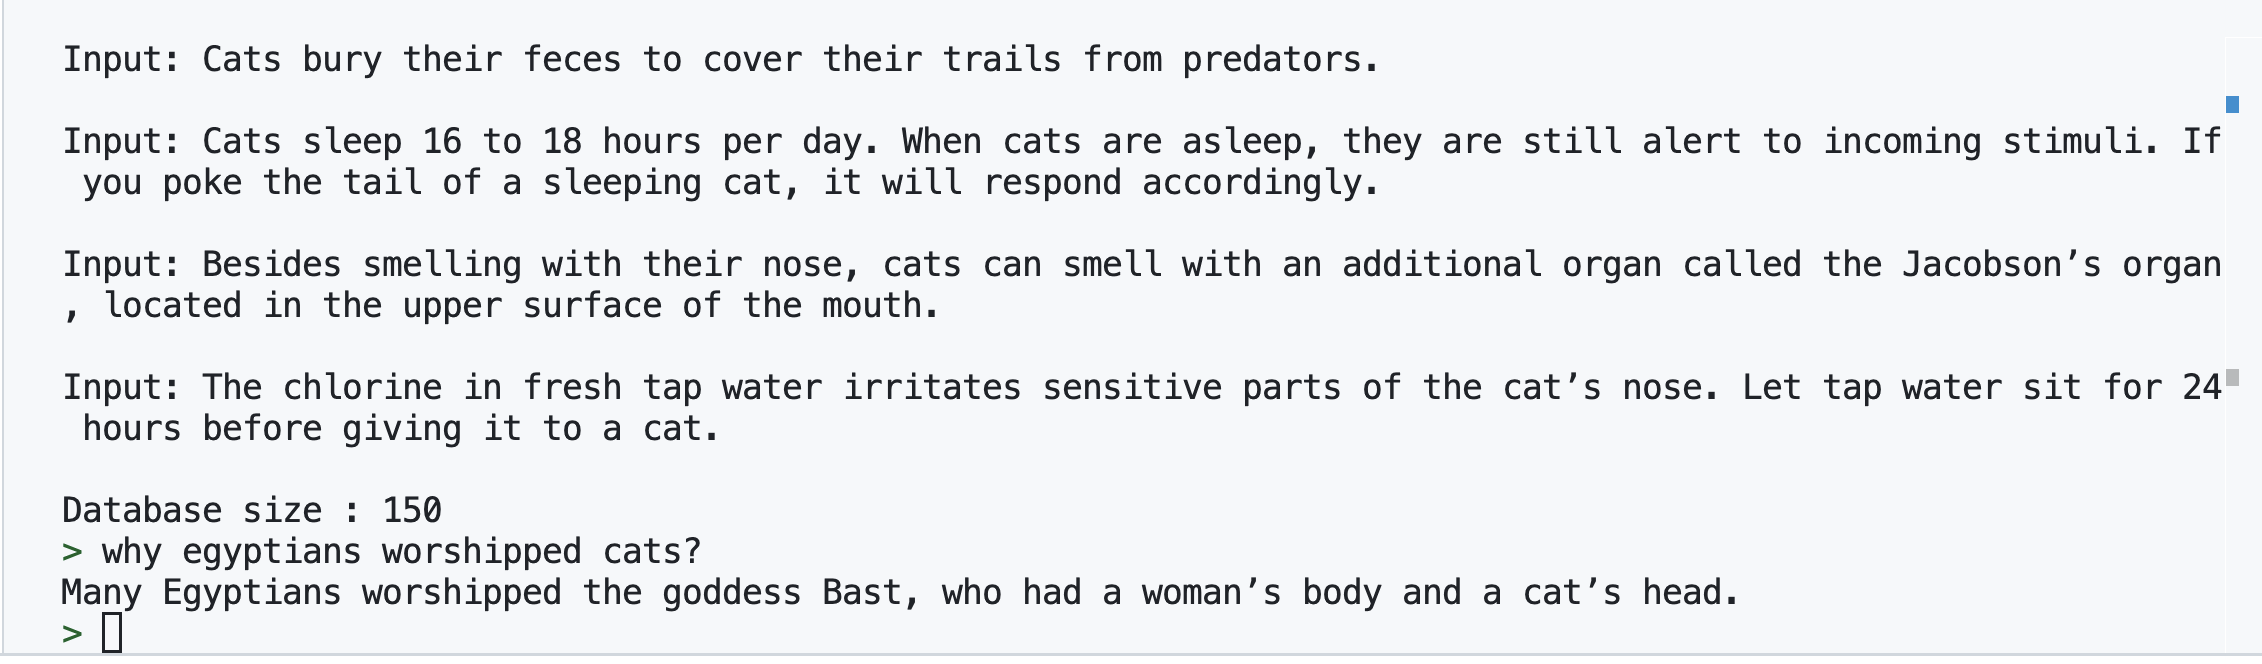 Input: Cats bury their feces to cover their trails from predators.
Input: Cats sleep 16 to 18 hours per day. When cats are asleep, they are still alert to incoming stimuli. If
you poke the tail of a sleeping cat, it will respond accordingly.
Input: Besides smelling with their nose, cats can smell with an additional organ called the Jacobson’s organ
, located in the upper surface of the mouth.
Input: The chlorine in fresh tap water irritates sensitive parts of the cat’s nose. Let tap water sit for 24
hours before giving it to a cat.
Database size : 150
> why egyptians worshipped cats?
Many Egyptians worshipped the goddess Bast, who had a woman’s body and a cat’s head.
>